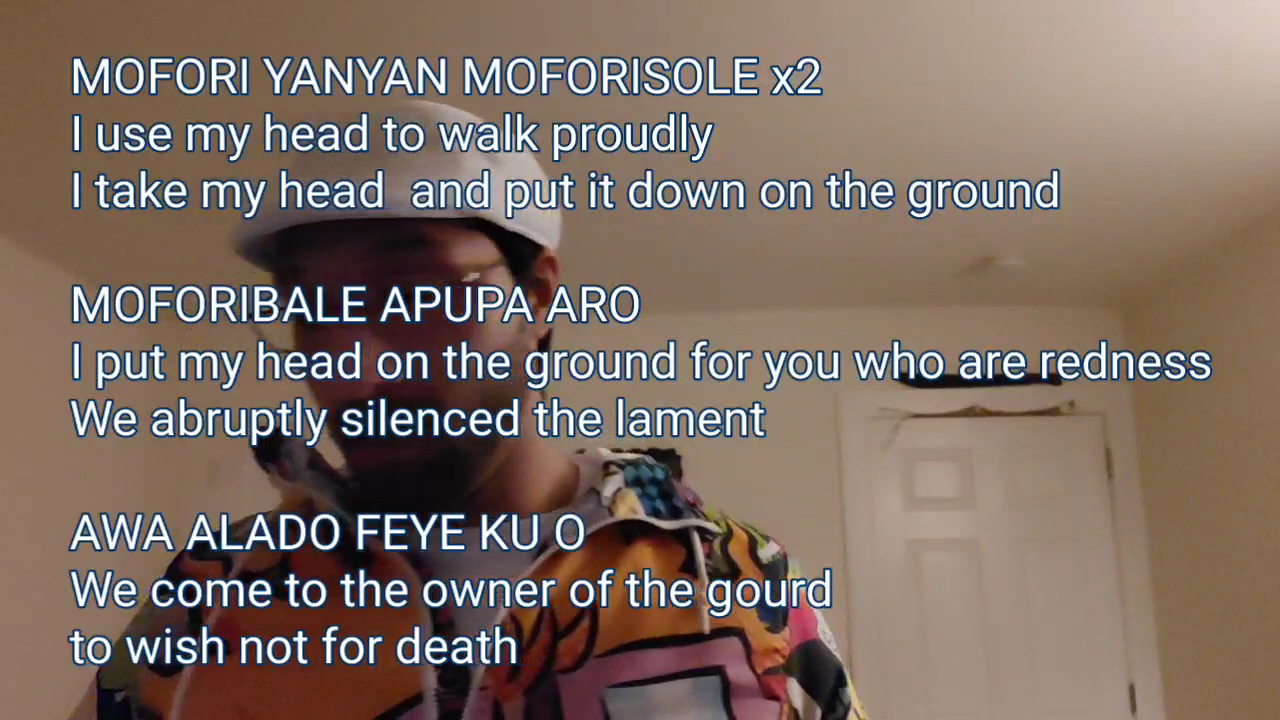 MOFORI YANYAN MOFORISOLE x2
I use my head to walk proudly
I take my head  and put it down on the ground
MOFORIBALE APUPA ARO
I put my head on the ground for you who are redness
We abruptly silenced the lament
AWA ALADO FEYE KU O
We come to the owner of the gourd
to wish not for death